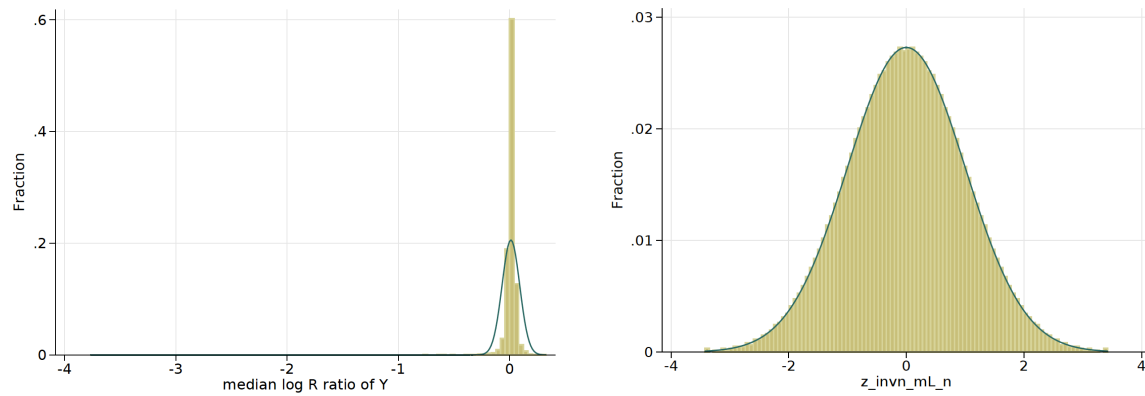 .6
.4
.2
0
Fraction
-4 -3 -2 -1 0
median log R ratio of Y
.03
.02
.01
0
Fraction
-4 -2 0 2 4
z_invn_mL_n